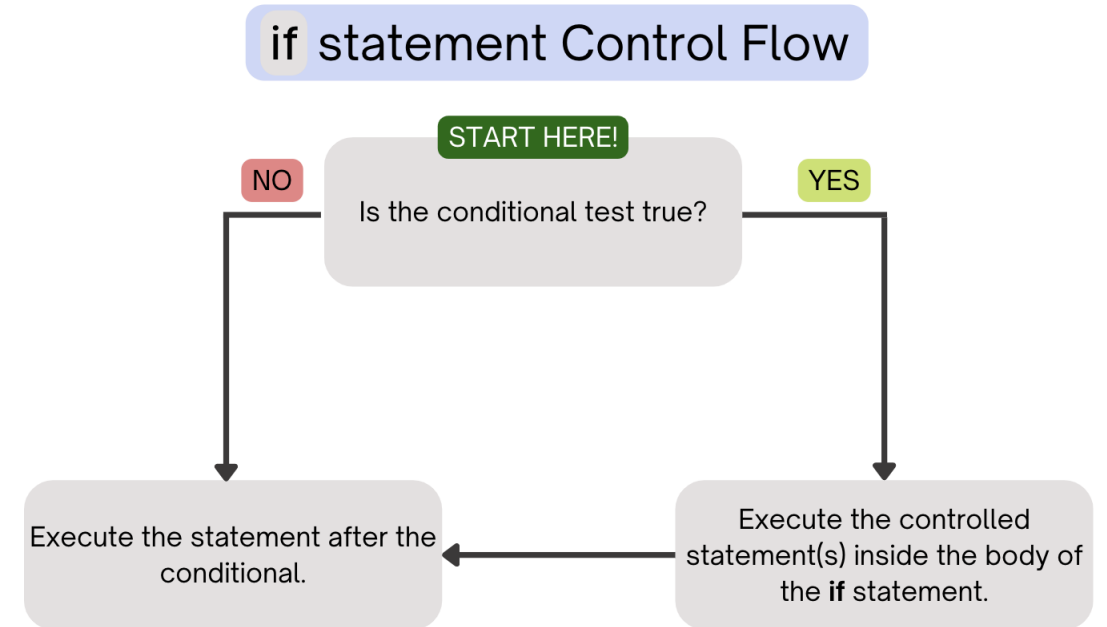 if statement Control Flow
START HERE!
NO
YES
Is the conditional test true?
Execute the statement after the
conditional.
Execute the controlled
statement(s) inside the body of
the if statement.